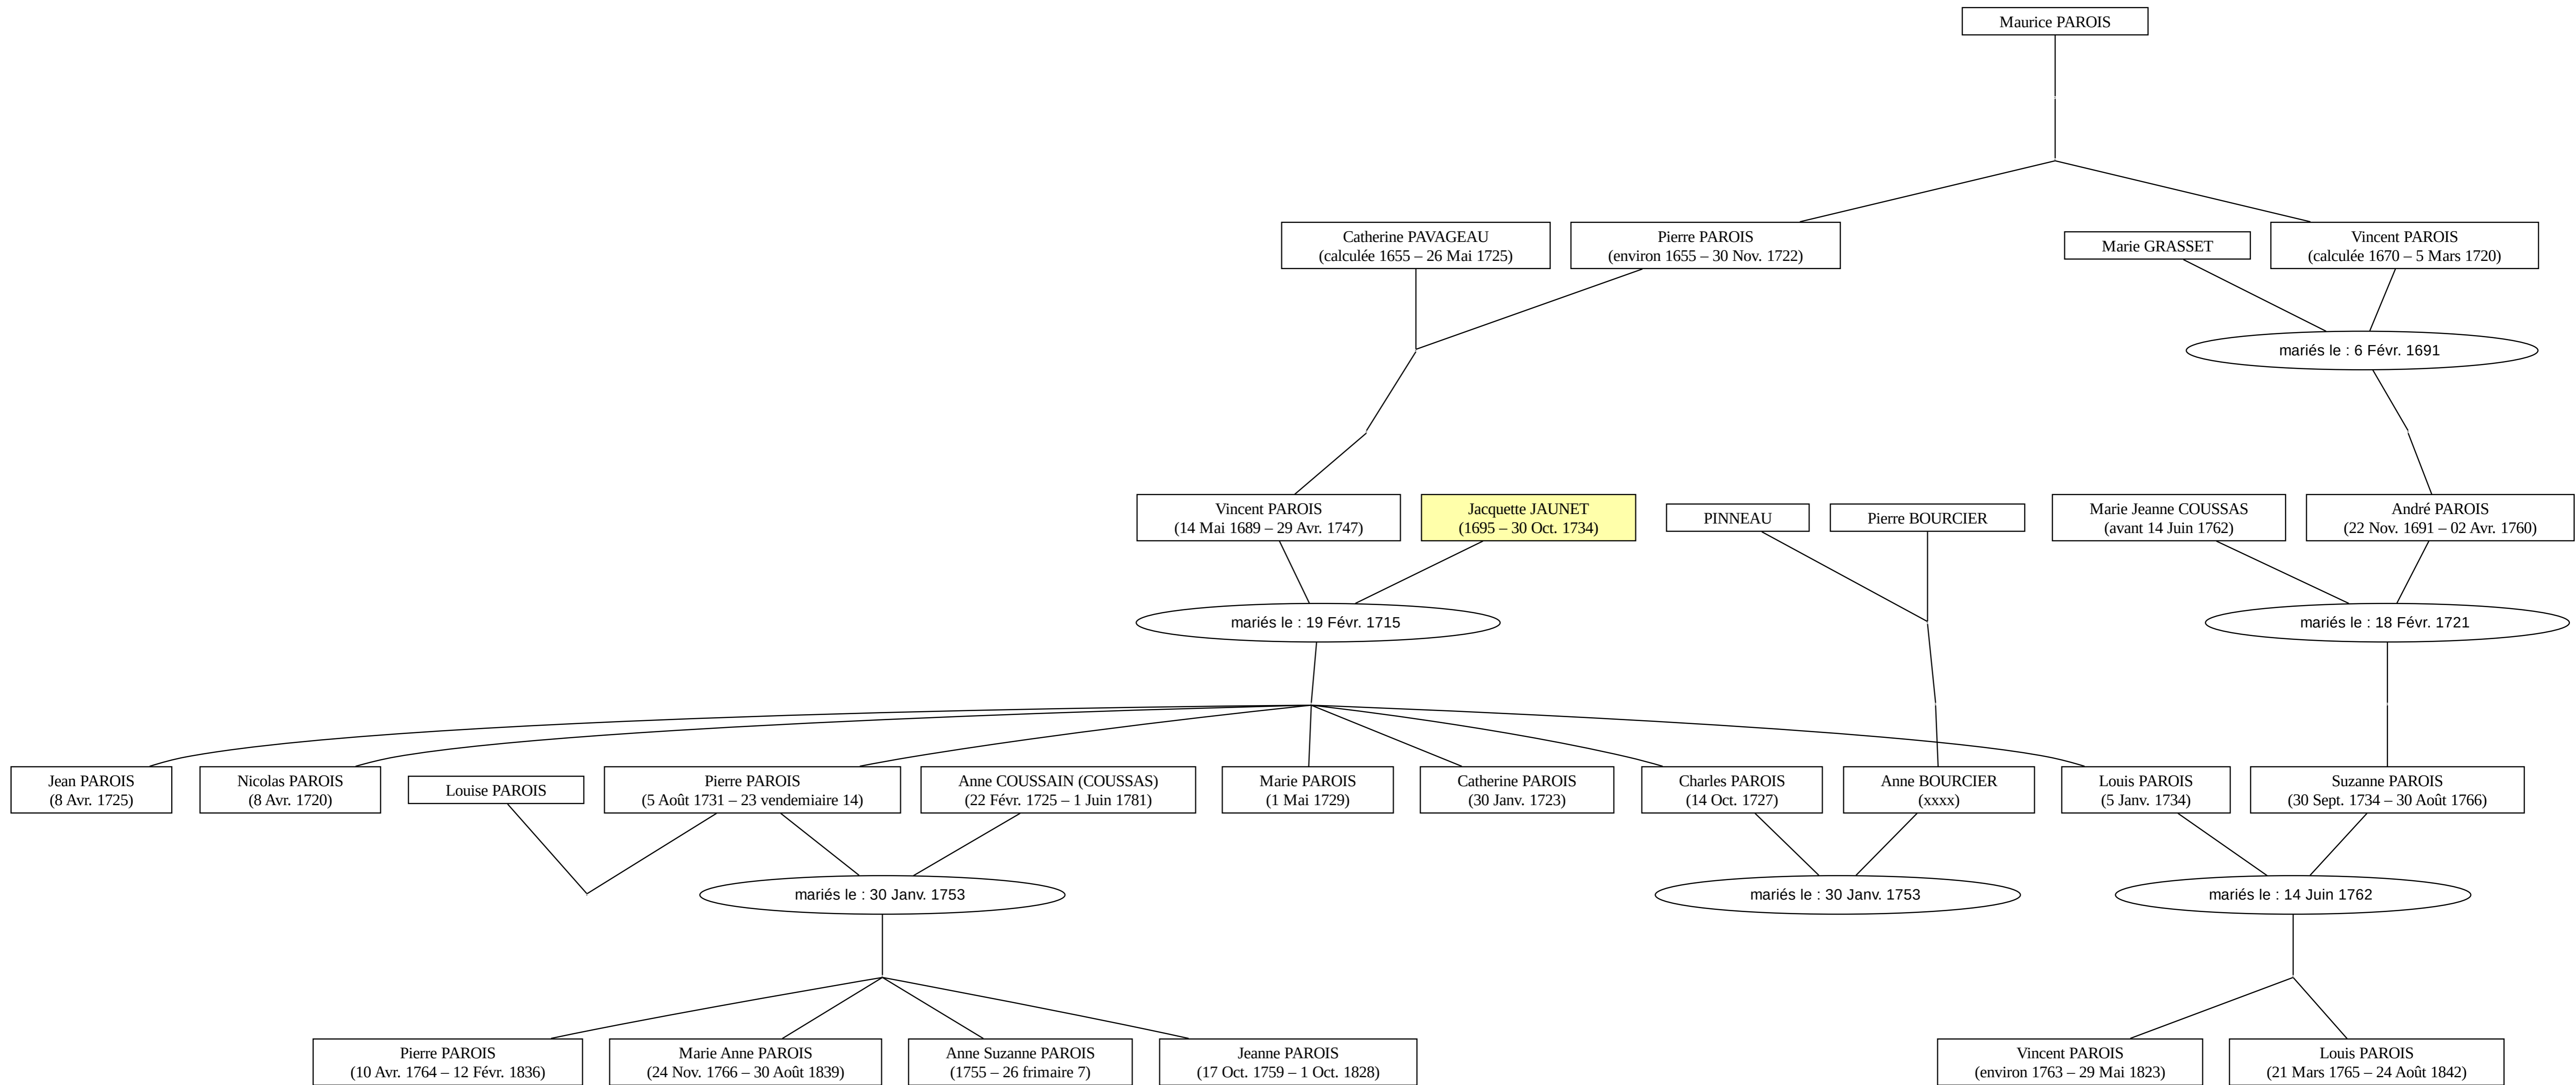 Maurice PAROIS
Catherine PAVAGEAU
(calculée 1655 – 26 Mai 1725)
Pierre PAROIS
(environ 1655 – 30 Nov. 1722)
Marie GRASSET
Vincent PAROIS
(calculée 1670 – 5 Mars 1720)
mariés le : 6 Févr. 1691
Vincent PAROIS
(14 Mai 1689 – 29 Avr. 1747)
Jacquette JAUNET
(1695 – 30 Oct. 1734)
PINNEAU
Pierre BOURCIER
Marie Jeanne COUSSAS
(avant 14 Juin 1762)
André PAROIS
(22 Nov. 1691 – 02 Avr. 1760)
mariés le : 19 Févr. 1715
mariés le : 18 Févr. 1721
Jean PAROIS
(8 Avr. 1725)
Nicolas PAROIS
(8 Avr. 1720)
Louise PAROIS
Pierre PAROIS
(5 Août 1731 – 23 vendemiaire 14)
Anne COUSSAIN (COUSSAS)
(22 Févr. 1725 – 1 Juin 1781)
Marie PAROIS
(1 Mai 1729)
Catherine PAROIS
(30 Janv. 1723)
Charles PAROIS
(14 Oct. 1727)
Anne BOURCIER
(xxxx)
Louis PAROIS
(5 Janv. 1734)
Suzanne PAROIS
(30 Sept. 1734 – 30 Août 1766)
mariés le : 30 Janv. 1753
mariés le : 30 Janv. 1753
mariés le : 14 Juin 1762
Pierre PAROIS
(10 Avr. 1764 – 12 Févr. 1836)
Marie Anne PAROIS
(24 Nov. 1766 – 30 Août 1839)
Anne Suzanne PAROIS
(1755 – 26 frimaire 7)
Jeanne PAROIS
(17 Oct. 1759 – 1 Oct. 1828)
Vincent PAROIS
(environ 1763 – 29 Mai 1823)
Louis PAROIS
(21 Mars 1765 – 24 Août 1842)